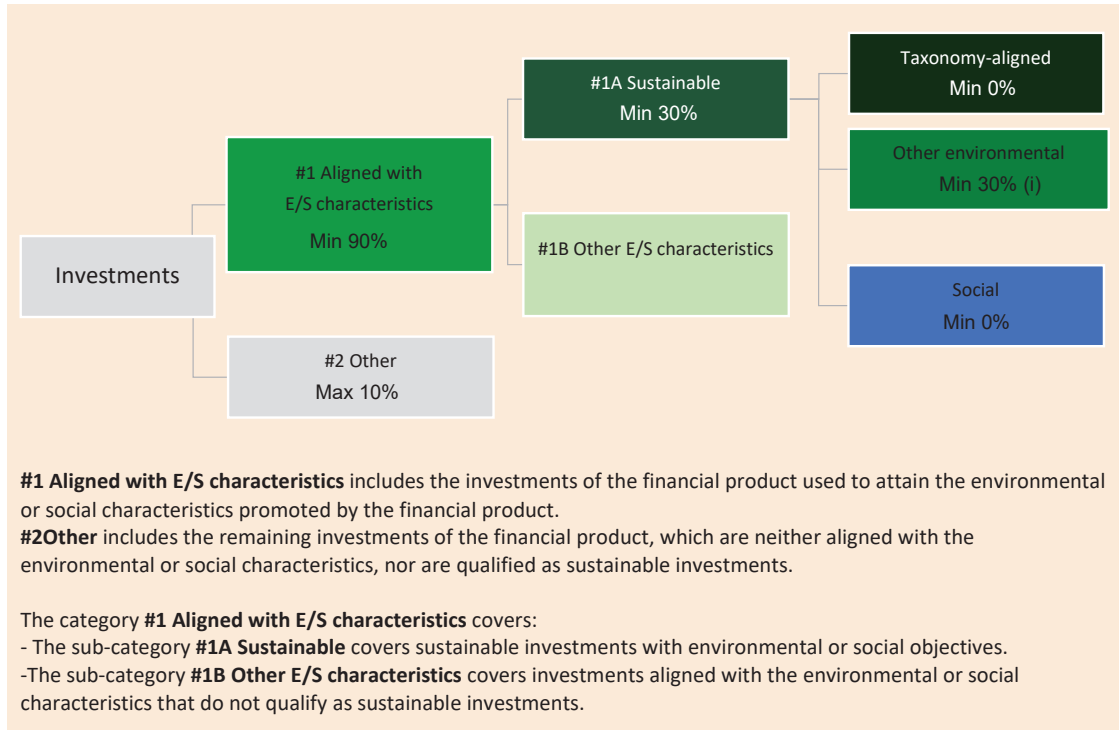 Investments
#1 Aligned with
E/S characteristics
Min 90%
#2 Other
Max 10%
#1A Sustainable
Min 30%
#1B Other E/S characteristics
Taxonomy-aligned
Min 0%
Other environmental
Min 30% (i)
Social
Min 0%
#1 Aligned with E/S characteristics includes the investments of the financial product used to attain the environmental
or social characteristics promoted by the financial product.
#2Other includes the remaining investments of the financial product, which are neither aligned with the
environmental or social characteristics, nor are qualified as sustainable investments.
The category #1 Aligned with E/S characteristics covers:
- The sub-category #1A Sustainable covers sustainable investments with environmental or social objectives.
-The sub-category #1B Other E/S characteristics covers investments aligned with the environmental or social
characteristics that do not qualify as sustainable investments.